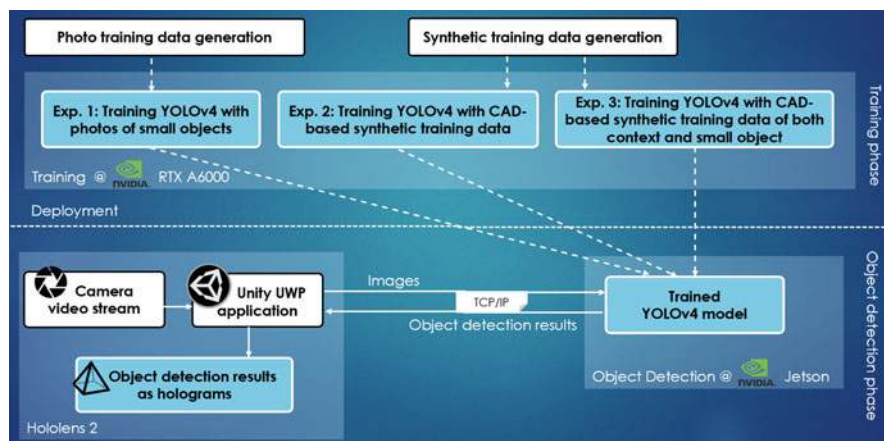 Photo training data generation
Synthetic training data generation
Exp. 1: Training YOLOv4 with
photos of small objects
Exp. 2: Training YOLOv4 with CAD-
based synthetic training data
Exp. 3: Training YOLOv4 with CAD-
based synthetic training data of both
context and small object
Training @ NVIDIA. RTX A6000
Training phase
Deployment
Camera
video stream
Unity UWP
application
Images
TCP/IP
Object detection results
Trained
YOLOv4 model
Object detection results
as holograms
Hololens 2
Object Detection @ NVIDIA. Jetson
Object detection phase